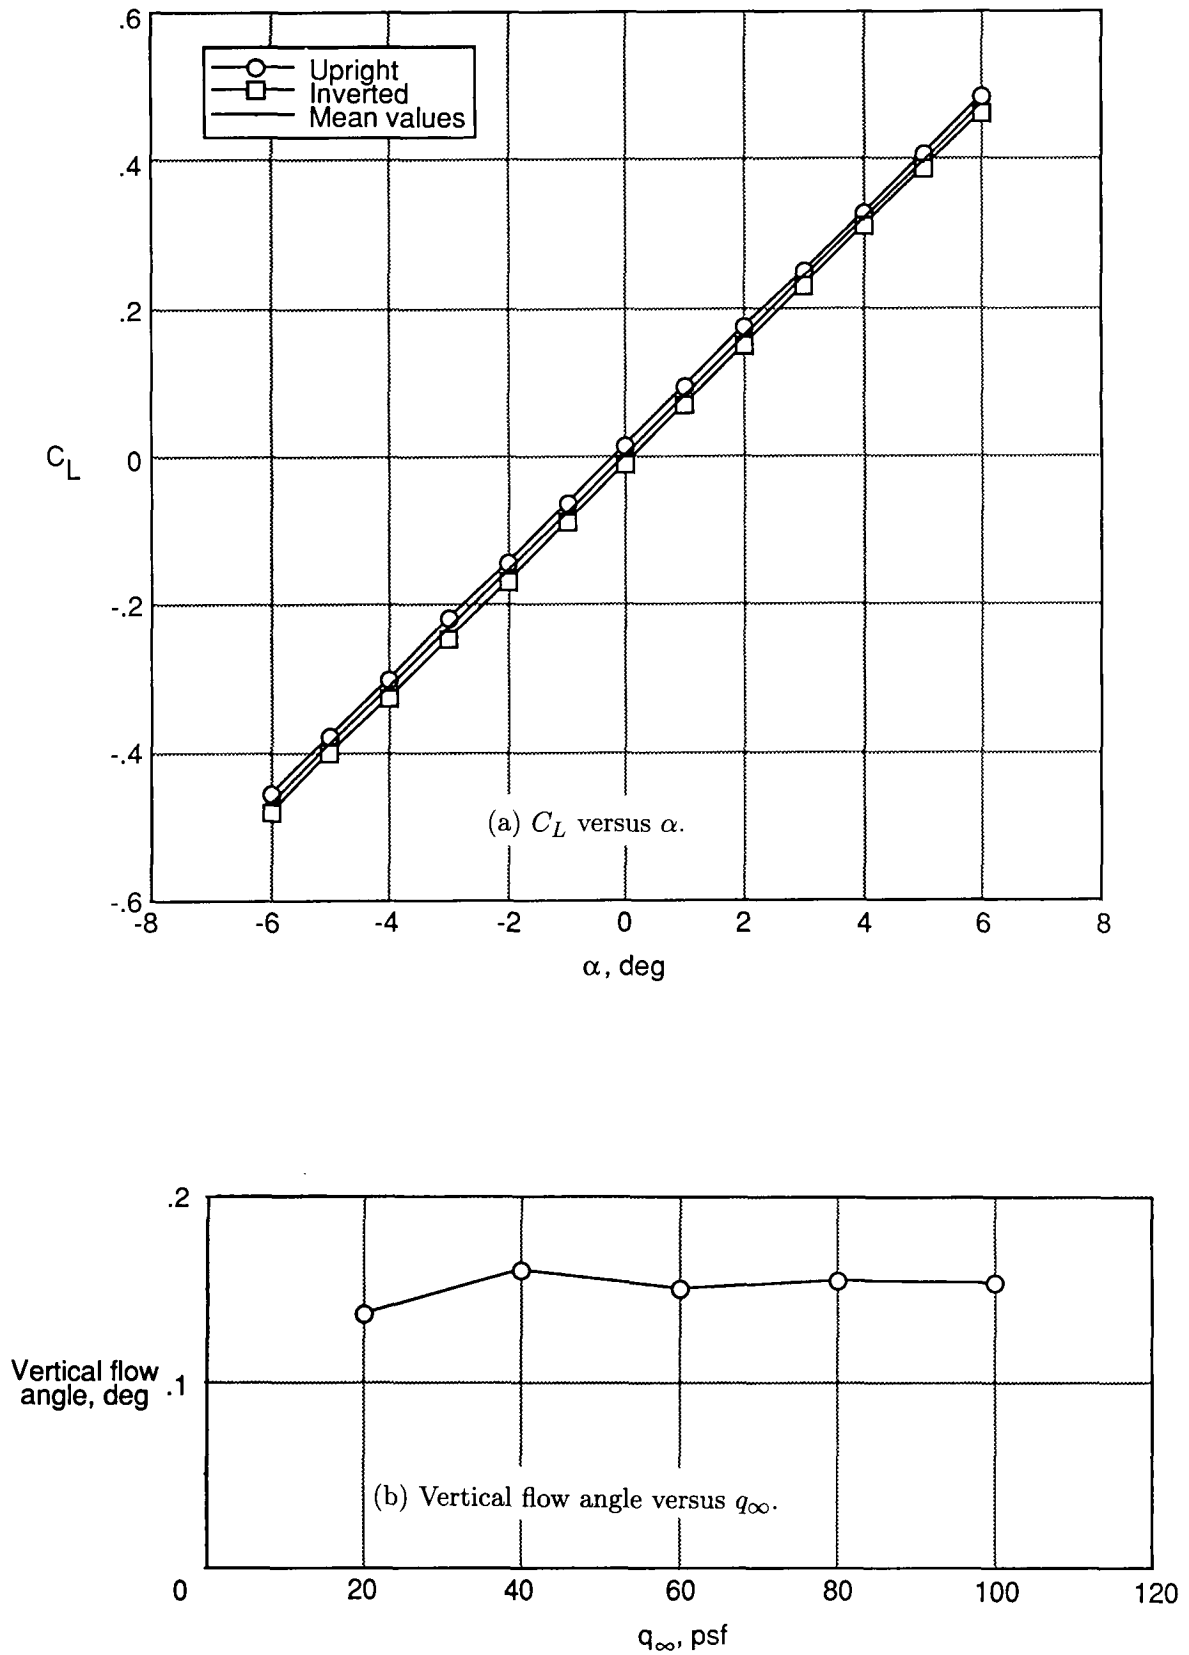 .6
Upright
Inverted
Mean values
.4
.2
C_L
0
-.2
-.4
(a) C_L versus α.
-.6
-8 -6 -4 -2 0 2 4 6 8
α, deg
.2
Vertical flow
angle, deg
.1
(b) Vertical flow angle versus q∞.
0 20 40 60 80 100 120
q∞, psf